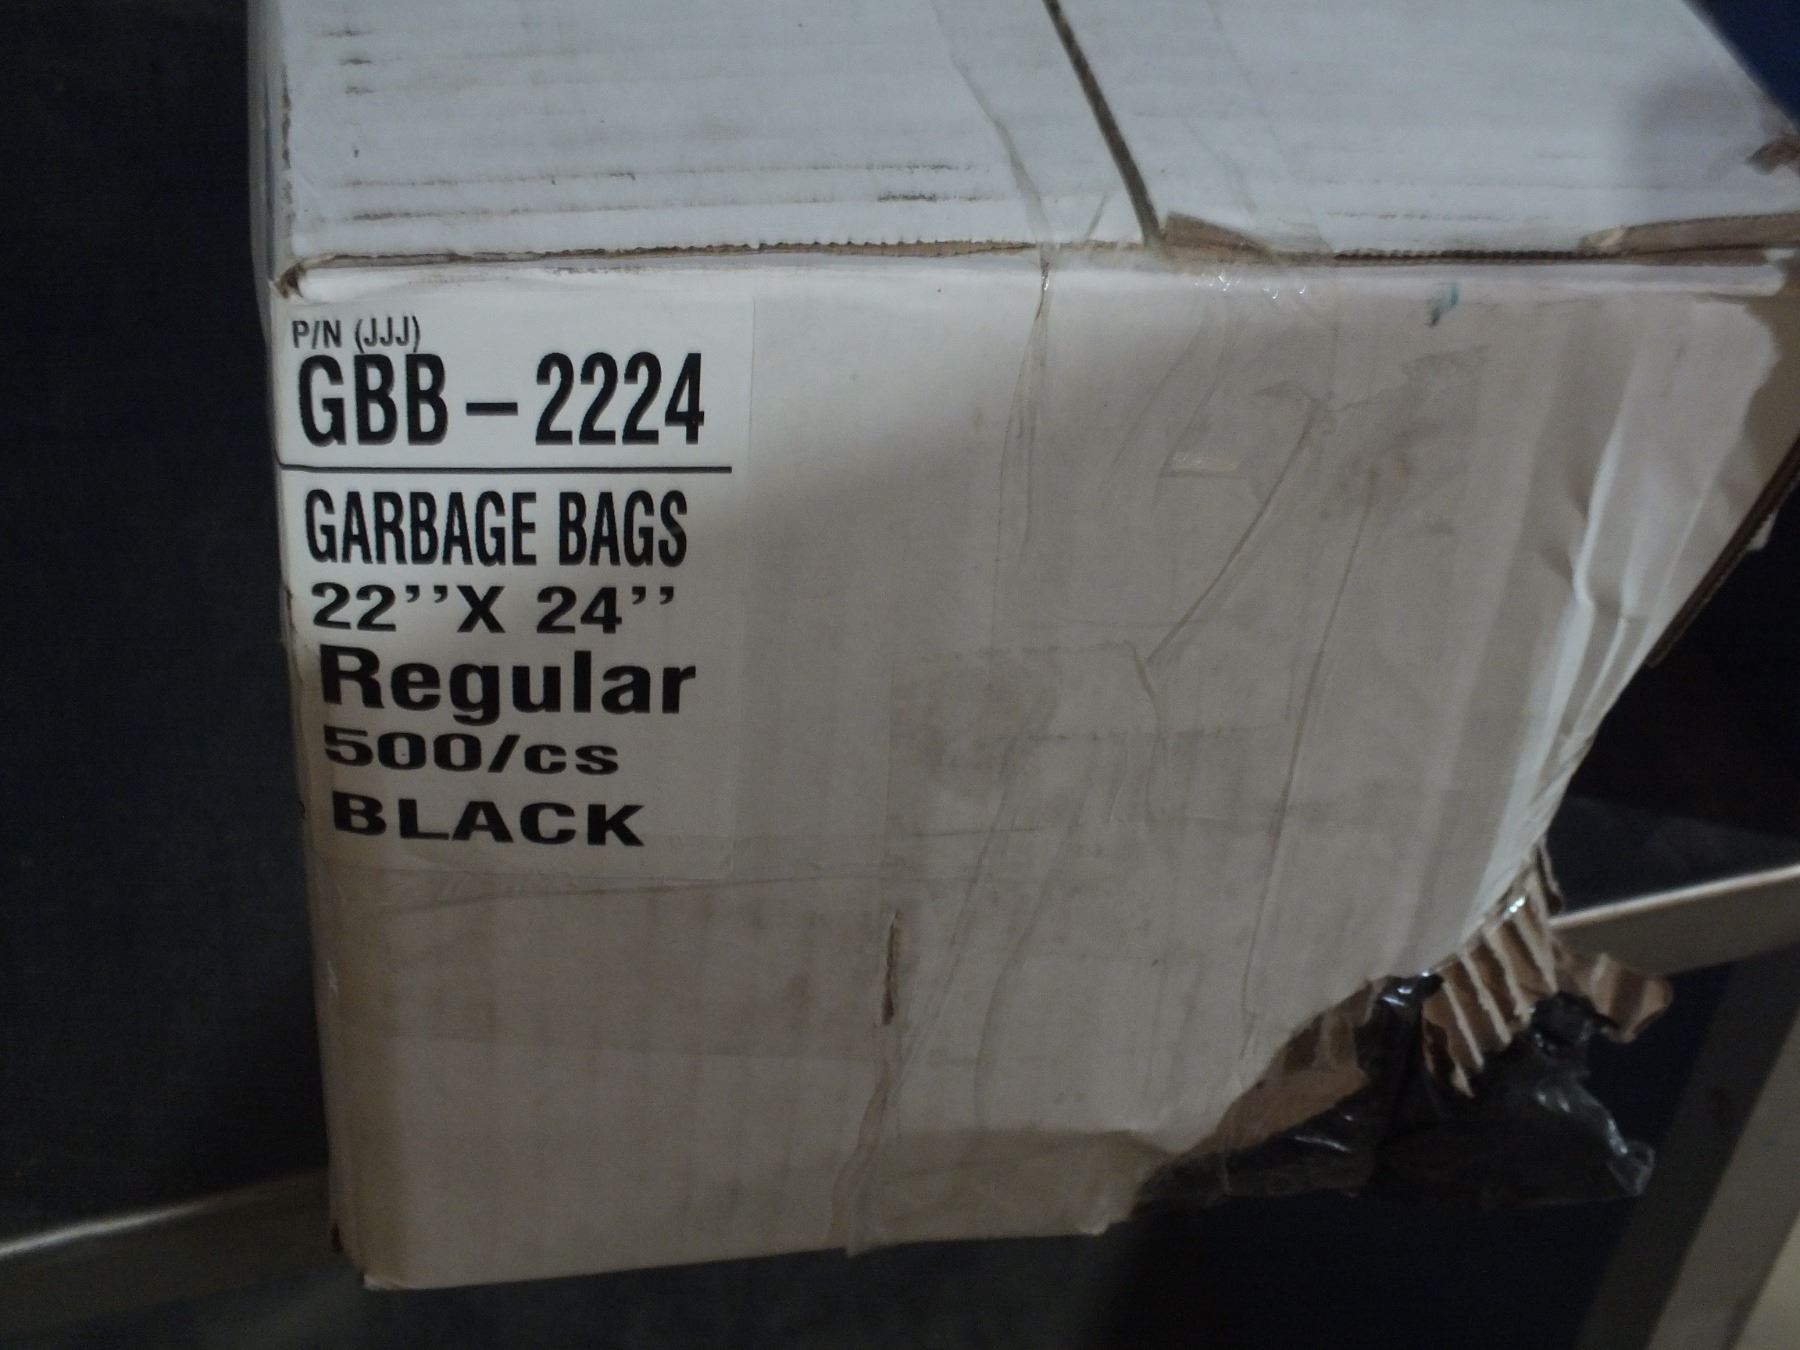 P/N (JJJ)
GBB – 2224
GARBAGE BAGS
22’’X 24’’
Regular
500/cs
BLACK